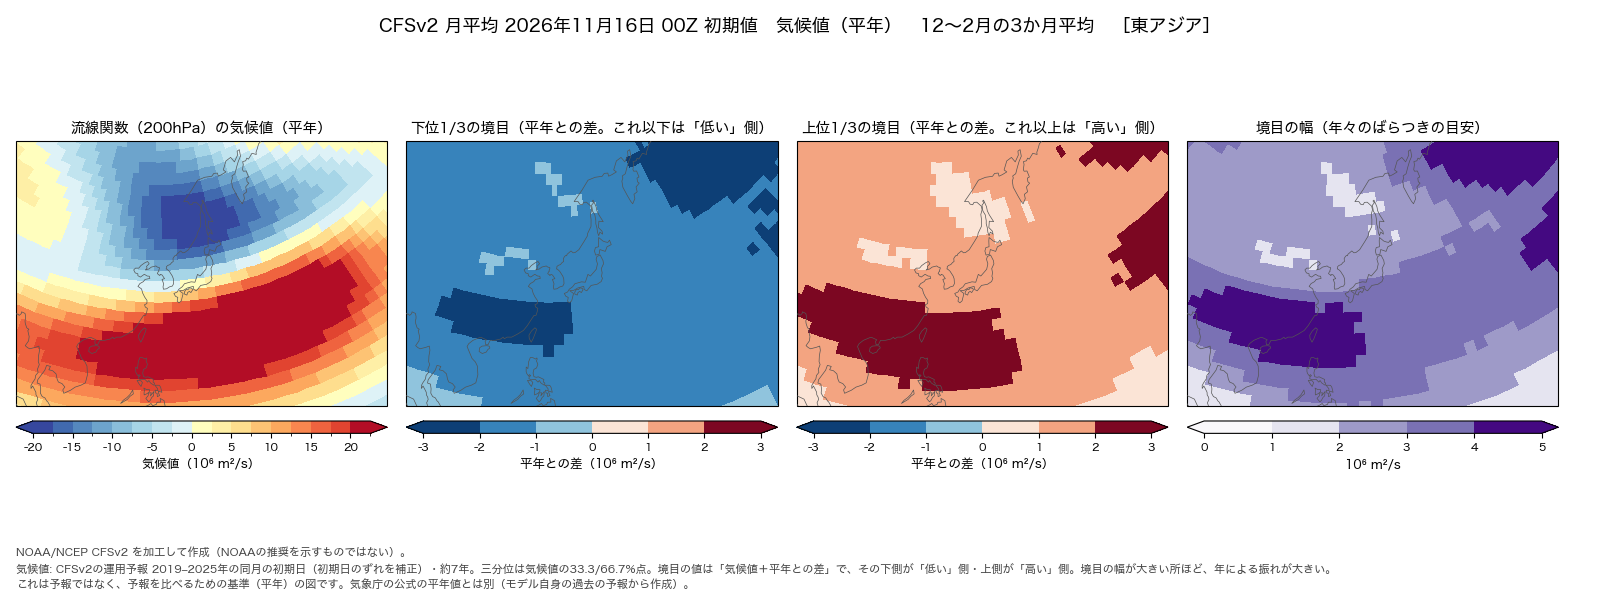 CFSv2 月平均 2026年11月16日 00Z 初期値　気候値（平年）　12～2月の3か月平均　［東アジア］
流線関数（200hPa）の気候値（平年）
下位1/3の境目（平年との差。これ以下は「低い」側）
上位1/3の境目（平年との差。これ以上は「高い」側）
境目の幅（年々のばらつきの目安）
-20 -15 -10 -5 0 5 10 15 20
気候値（10⁶ m²/s）
-3 -2 -1 0 1 2 3
平年との差（10⁶ m²/s）
-3 -2 -1 0 1 2 3
平年との差（10⁶ m²/s）
0 1 2 3 4 5
10⁶ m²/s
NOAA/NCEP CFSv2 を加工して作成（NOAAの推奨を示すものではない）。
気候値: CFSv2の運用予報 2019–2025年の同月の初期日（初期日のずれを補正）・約7年。三分位は気候値の33.3/66.7%点。境目の値は「気候値＋平年との差」で、その下側が「低い」側・上側が「高い」側。境目の幅が大きい所ほど、年による振れが大きい。
これは予報ではなく、予報を比べるための基準（平年）の図です。気象庁の公式の平年値とは別（モデル自身の過去の予報から作成）。